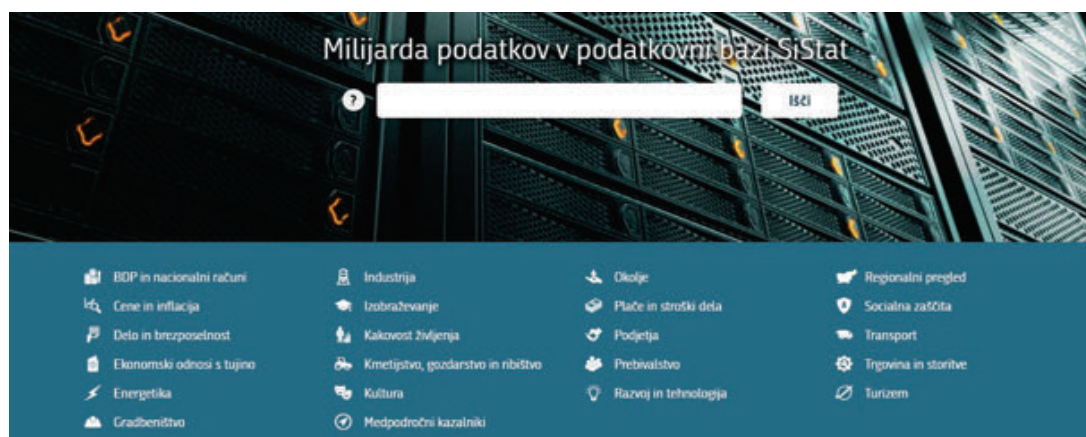 Milijarda podatkov v podatkovni bazi SiStat
?
Išči
BDP in nacionalni računi
Cene in inflacija
Delo in brezposelnost
Ekonomski odnosi s tujino
Energetika
Gradbeništvo
Industrija
Izobraževanje
Kakovost življenja
Kmetijstvo, gozdarstvo in ribištvo
Kultura
Medpodročni kazalniki
Okolje
Plače in stroški dela
Podjetja
Prebivalstvo
Razvoj in tehnologija
Regionalni pregled
Socialna zaščita
Transport
Trgovina in storitve
Turizem